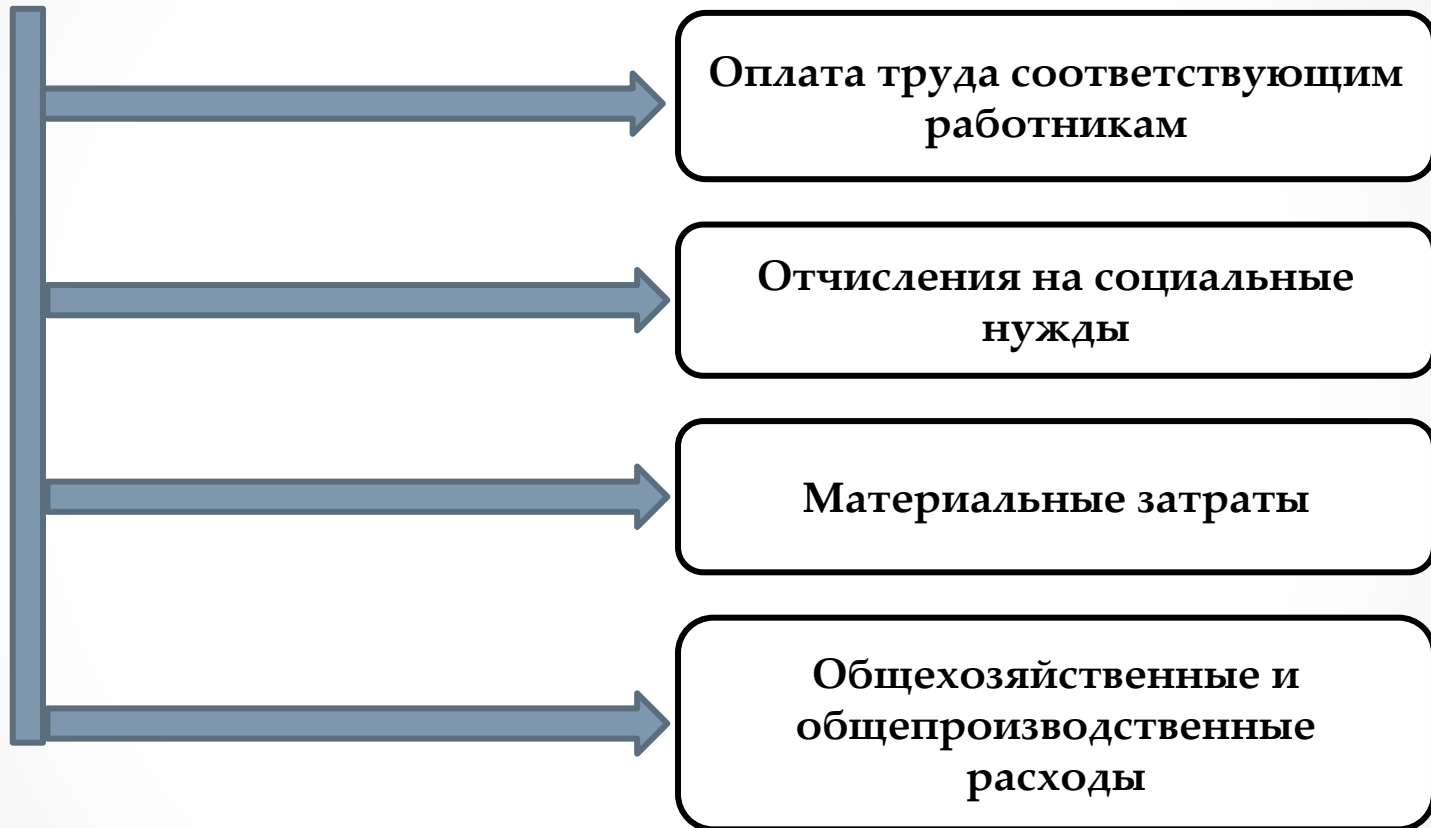 Оплата труда соответствующим
работникам
Отчисления на социальные
нужды
Материальные затраты
Общехозяйственные и
общепроизводственные
расходы